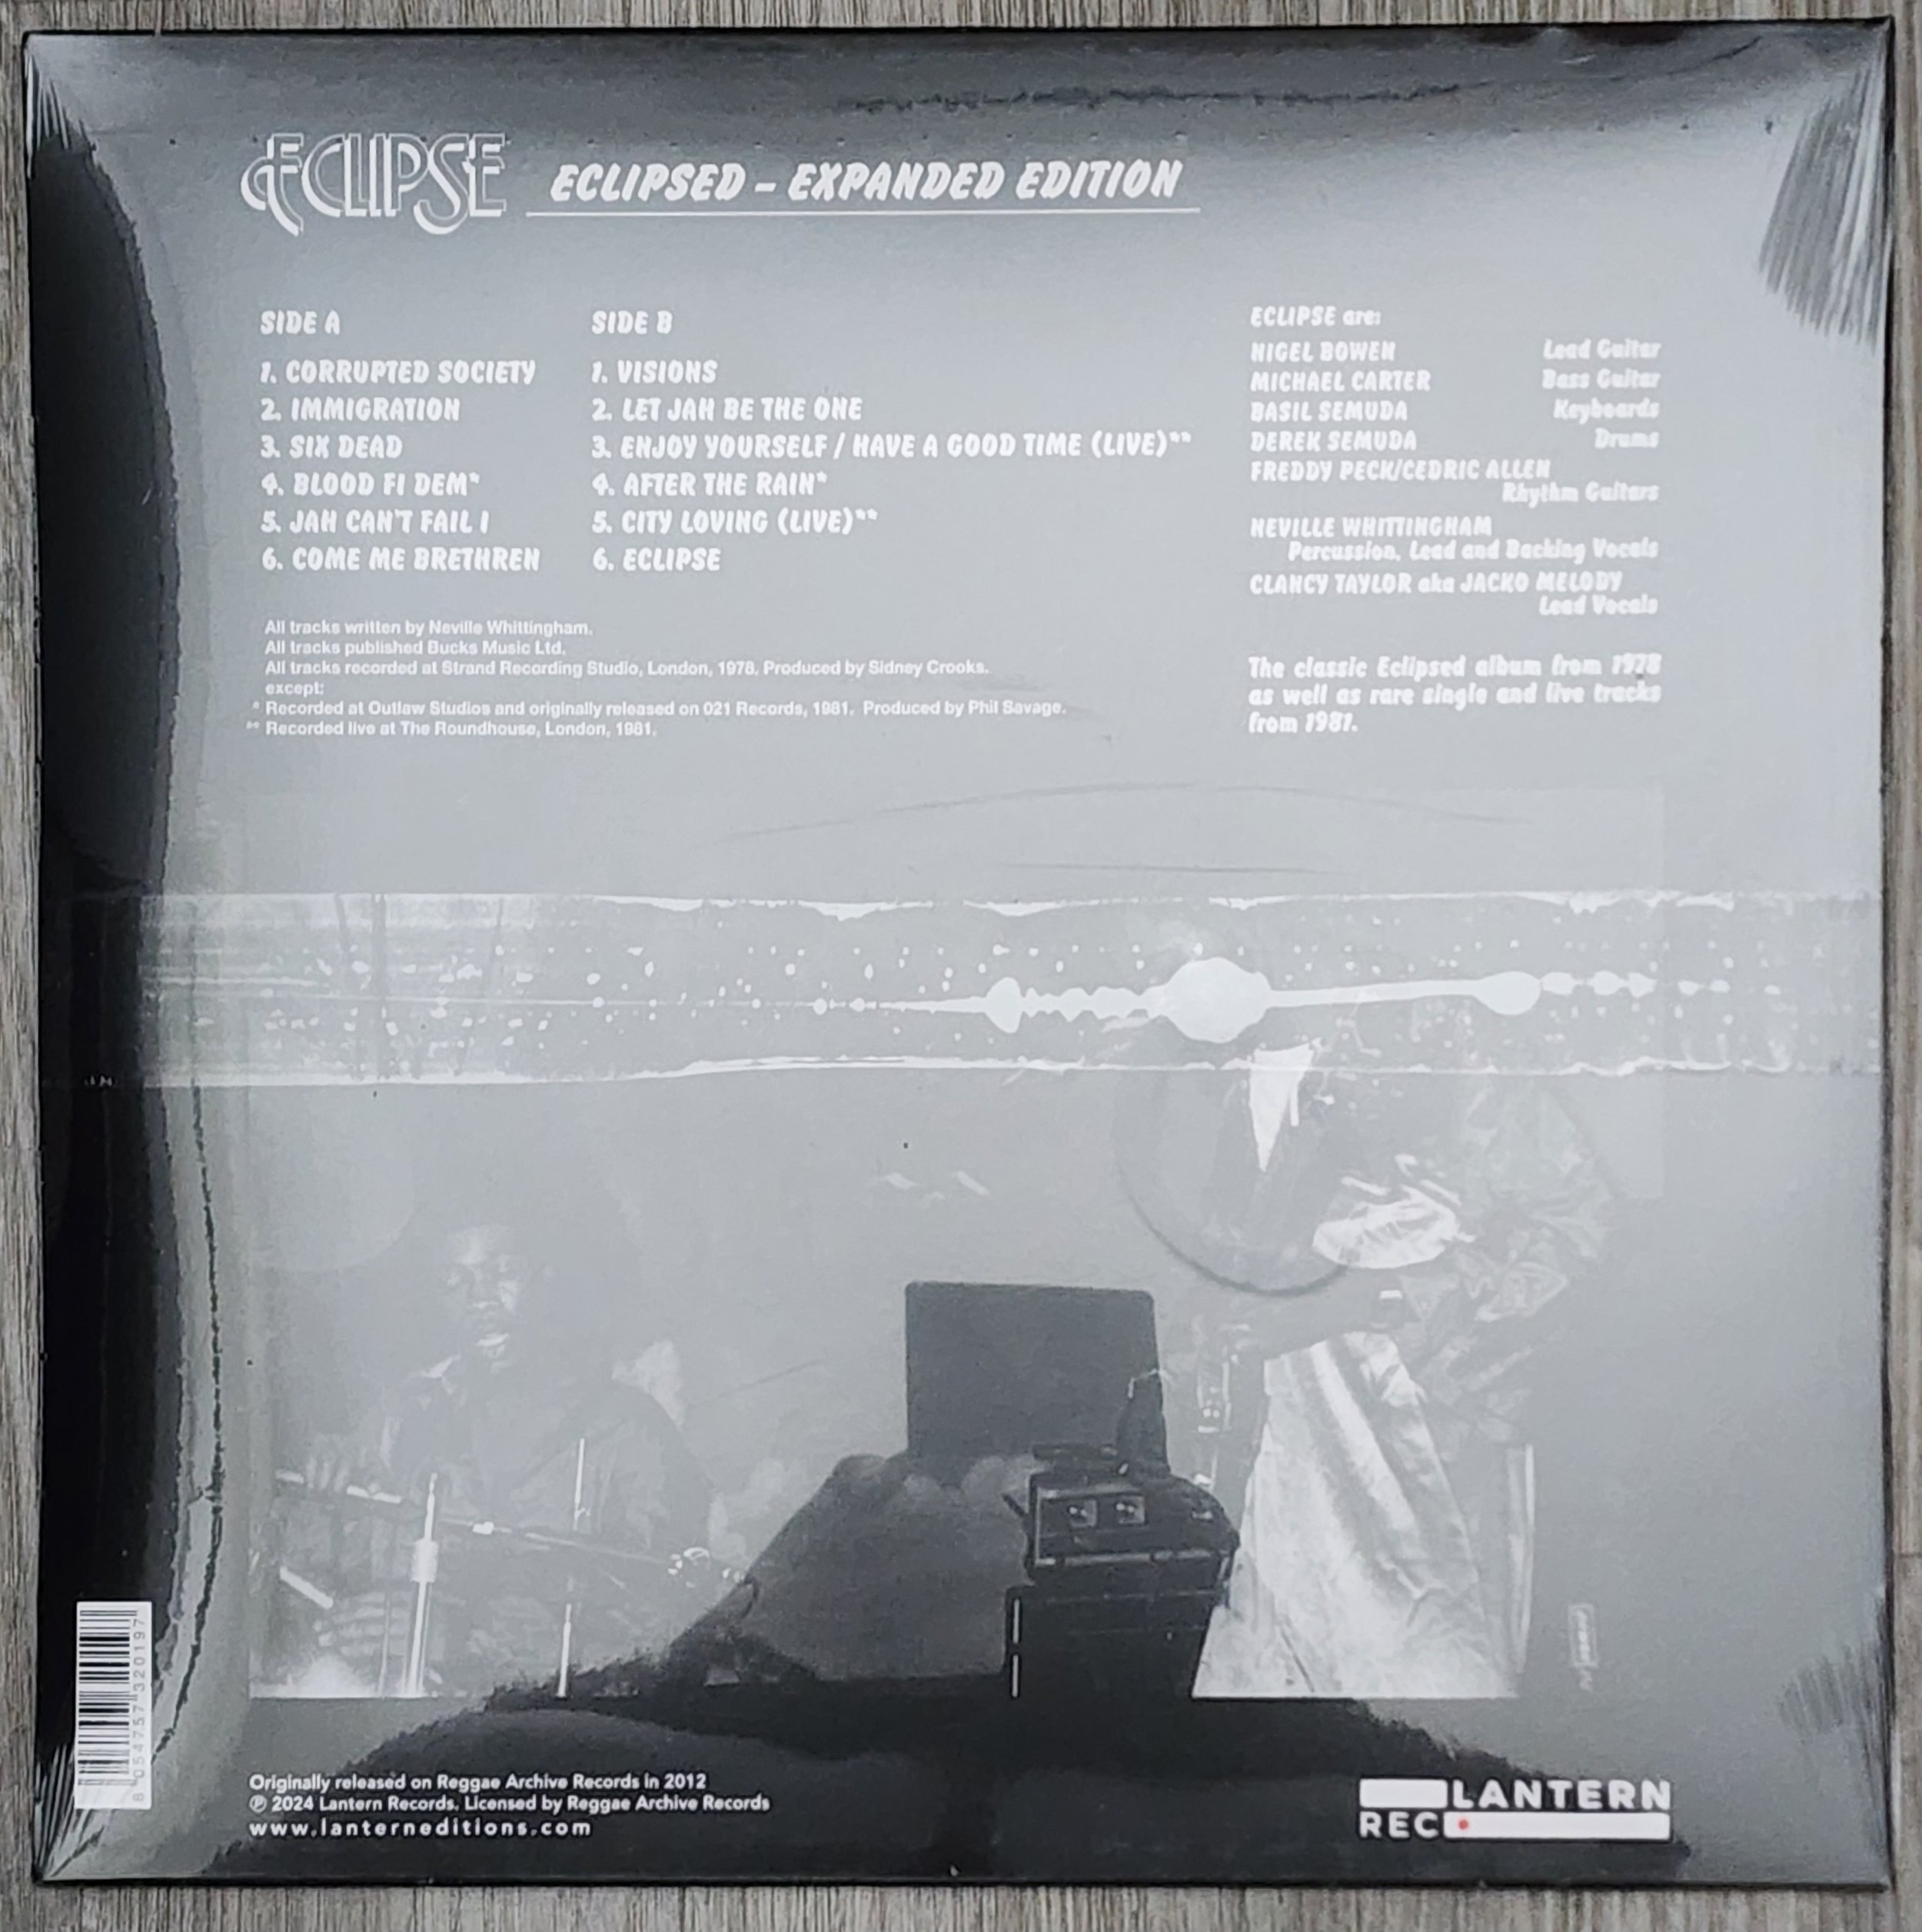 ECLIPSE
ECLIPSED - EXPANDED EDITION
SIDE A
1. CORRUPTED SOCIETY
2. IMMIGRATION
3. SIX DEAD
4. BLOOD FI DEM*
5. JAH CAN'T FAIL I
6. COME ME BRETHREN
SIDE B
1. VISIONS
2. LET JAH BE THE ONE
3. ENJOY YOURSELF / HAVE A GOOD TIME (LIVE)**
4. AFTER THE RAIN*
5. CITY LOVING (LIVE)**
6. ECLIPSE
All tracks written by Neville Whittingham.
All tracks published Bucks Music Ltd.
All tracks recorded at Strand Recording Studio, London, 1978. Produced by Sidney Crooks.
except:
* Recorded at Outlaw Studios and originally released on 021 Records, 1981. Produced by Phil Savage.
** Recorded live at The Roundhouse, London, 1981.
ECLIPSE are:
NIGEL BOWEN Lead Guitar
MICHAEL CARTER Bass Guitar
BASIL SEMUDA Keyboards
DEREK SEMUDA Drums
FREDDY PECK/CEDRIC ALLEN
Rhythm Guitars
NEVILLE WHITTINGHAM
Percussion, Lead and Backing Vocals
CLANCY TAYLOR aka JACKO MELODY
Lead Vocals
The classic Eclipsed album from 1978
as well as rare single and live tracks
from 1981.
8 054757 320197
Originally released on Reggae Archive Records in 2012
℗ 2024 Lantern Records. Licensed by Reggae Archive Records
www.lanterneditions.com
LANTERN
REC